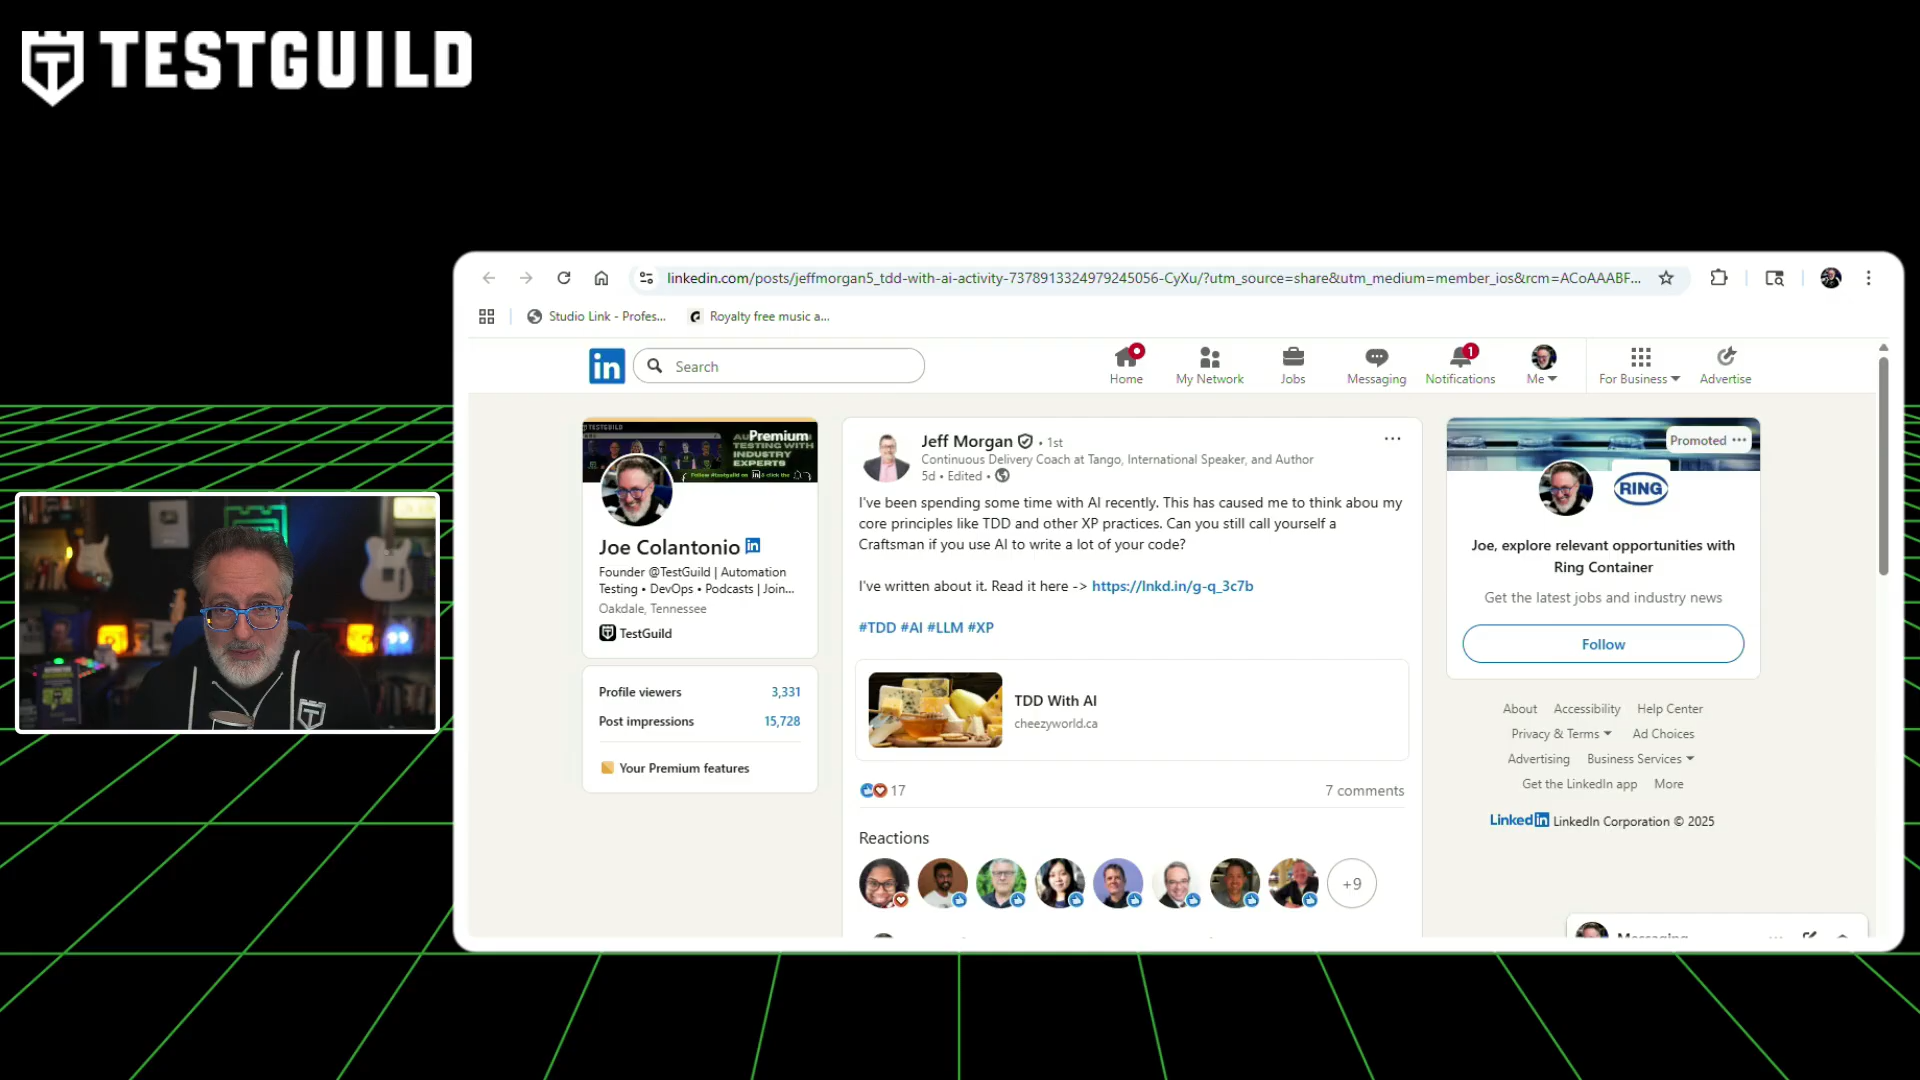 TESTGUILD
linkedin.com/posts/jeffmorgan5_tdd-with-ai-activity-7378913324979245056-CyXu/?utm_source=share&utm_medium=member_ios&rcm=ACoAAABF...
Studio Link - Profes...
Royalty free music a...
in
Search
Home
My Network
Jobs
Messaging
1
Notifications
Me
For Business
Advertise
TESTGUILD
Premium
TESTING WITH
INDUSTRY
EXPERTS
Joe Colantonio
Founder @TestGuild | Automation
Testing • DevOps • Podcasts | Join...
Oakdale, Tennessee
TestGuild
Profile viewers 3,331
Post impressions 15,728
Your Premium features
Jeff Morgan • 1st
Continuous Delivery Coach at Tango, International Speaker, and Author
5d • Edited •
I've been spending some time with AI recently. This has caused me to think abou my
core principles like TDD and other XP practices. Can you still call yourself a
Craftsman if you use AI to write a lot of your code?
I've written about it. Read it here -> https://lnkd.in/g-q_3c7b
#TDD #AI #LLM #XP
TDD With AI
cheezyworld.ca
17
7 comments
Reactions
+9
Promoted
RING
Joe, explore relevant opportunities with
Ring Container
Get the latest jobs and industry news
Follow
About Accessibility Help Center
Privacy & Terms Ad Choices
Advertising Business Services
Get the LinkedIn app More
LinkedIn LinkedIn Corporation © 2025
Messaging